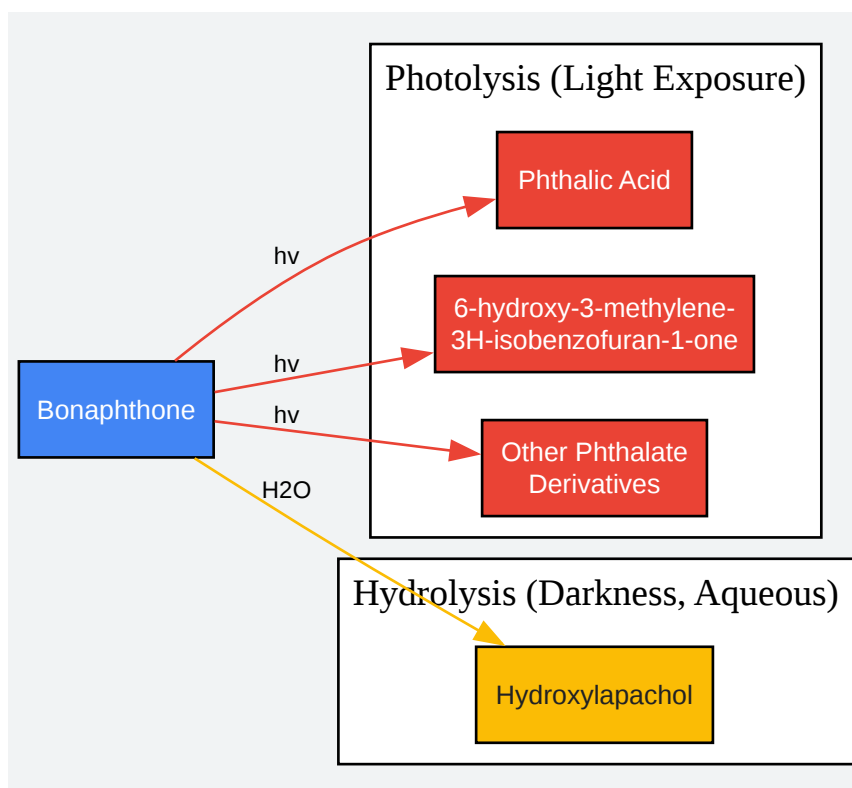 Photolysis (Light Exposure)
Phthalic Acid
hv
6-hydroxy-3-methylene-
3H-isobenzofuran-1-one
hv
Bonaphthone
hv
Other Phthalate
Derivatives
H2O
Hydrolysis (Darkness, Aqueous)
Hydroxylapachol